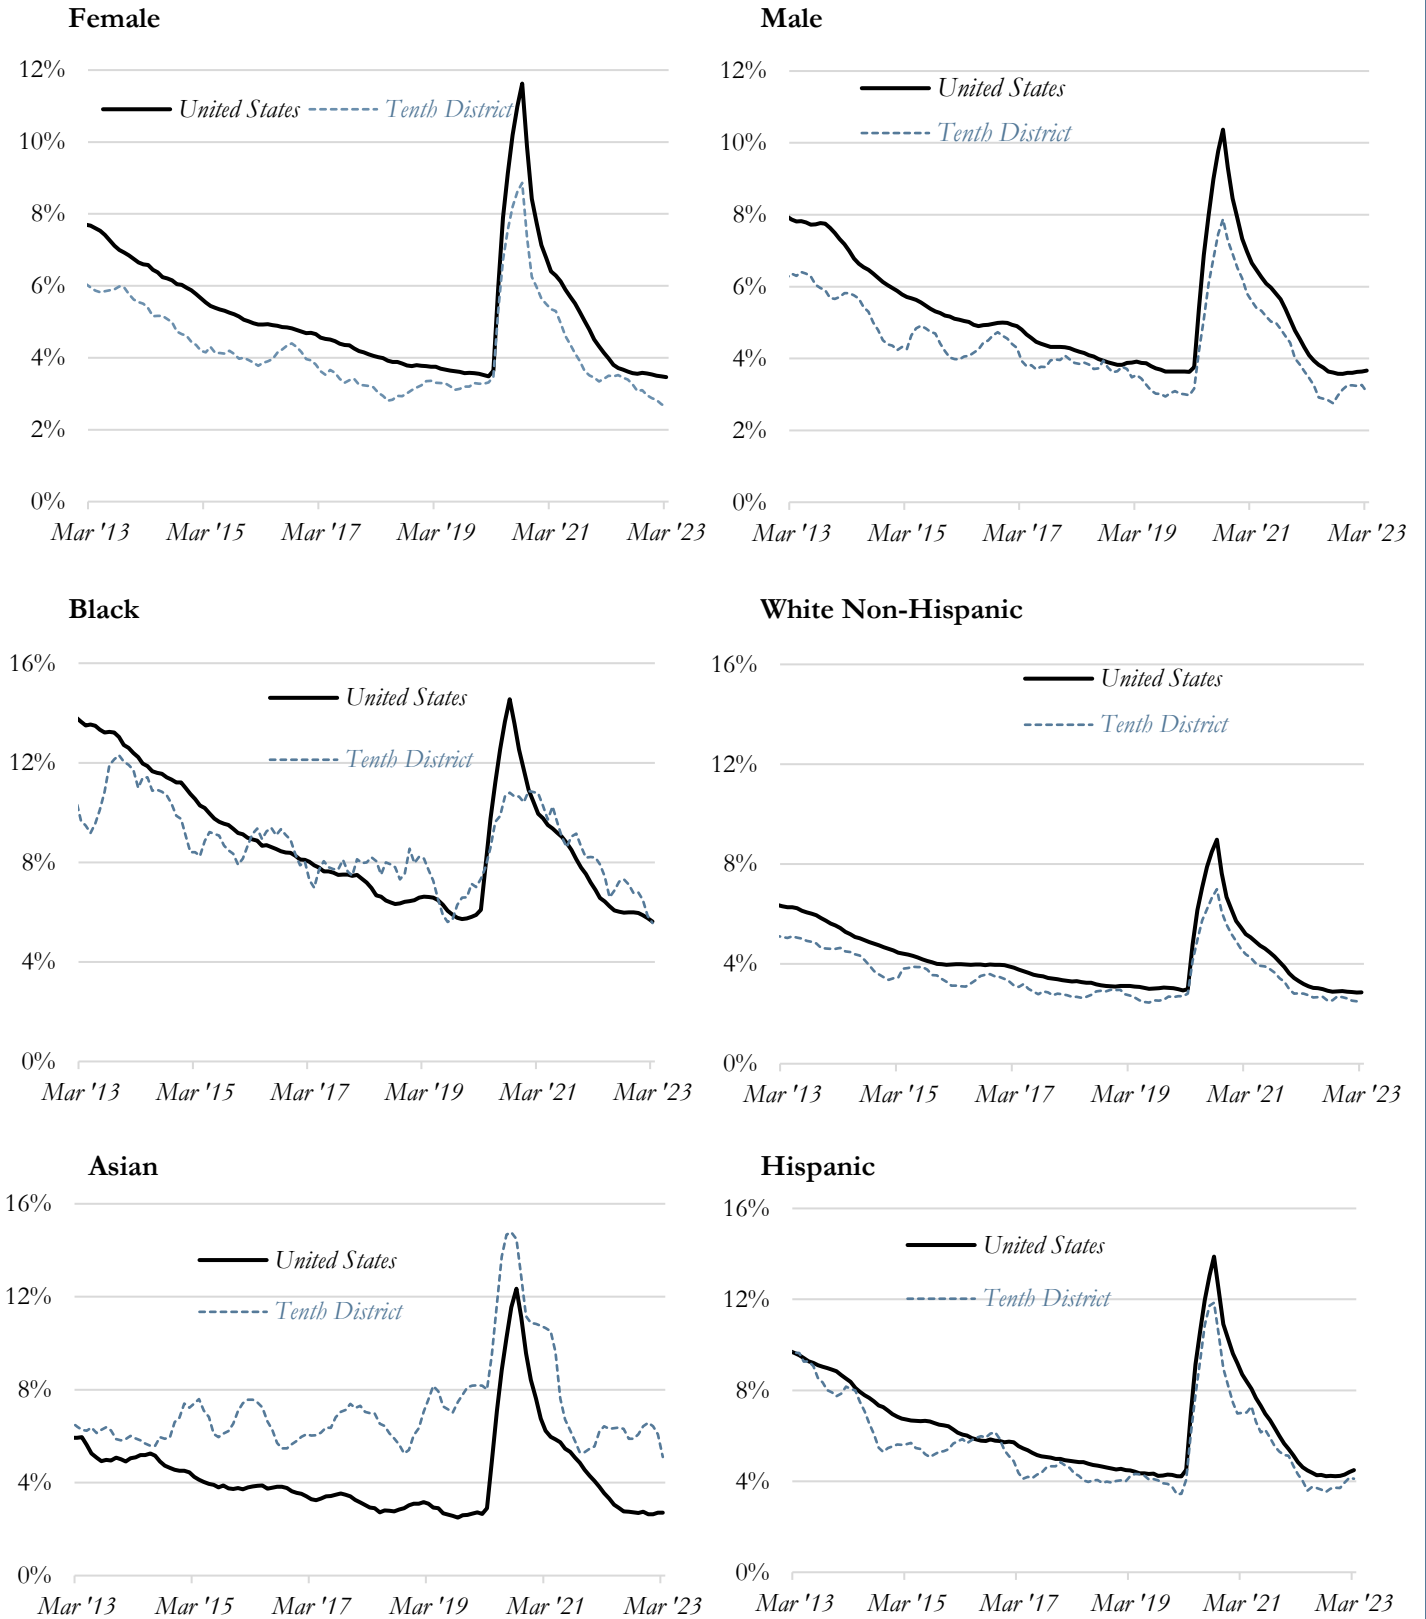 Female
12%
10%
8%
6%
4%
2%
0%
United States
Tenth District
Mar '13 Mar '15 Mar '17 Mar '19 Mar '21 Mar '23
Male
12%
10%
8%
6%
4%
2%
0%
United States
Tenth District
Mar '13 Mar '15 Mar '17 Mar '19 Mar '21 Mar '23
Black
16%
12%
8%
4%
0%
United States
Tenth District
Mar '13 Mar '15 Mar '17 Mar '19 Mar '21 Mar '23
White Non-Hispanic
16%
12%
8%
4%
0%
United States
Tenth District
Mar '13 Mar '15 Mar '17 Mar '19 Mar '21 Mar '23
Asian
16%
12%
8%
4%
0%
United States
Tenth District
Mar '13 Mar '15 Mar '17 Mar '19 Mar '21 Mar '23
Hispanic
16%
12%
8%
4%
0%
United States
Tenth District
Mar '13 Mar '15 Mar '17 Mar '19 Mar '21 Mar '23